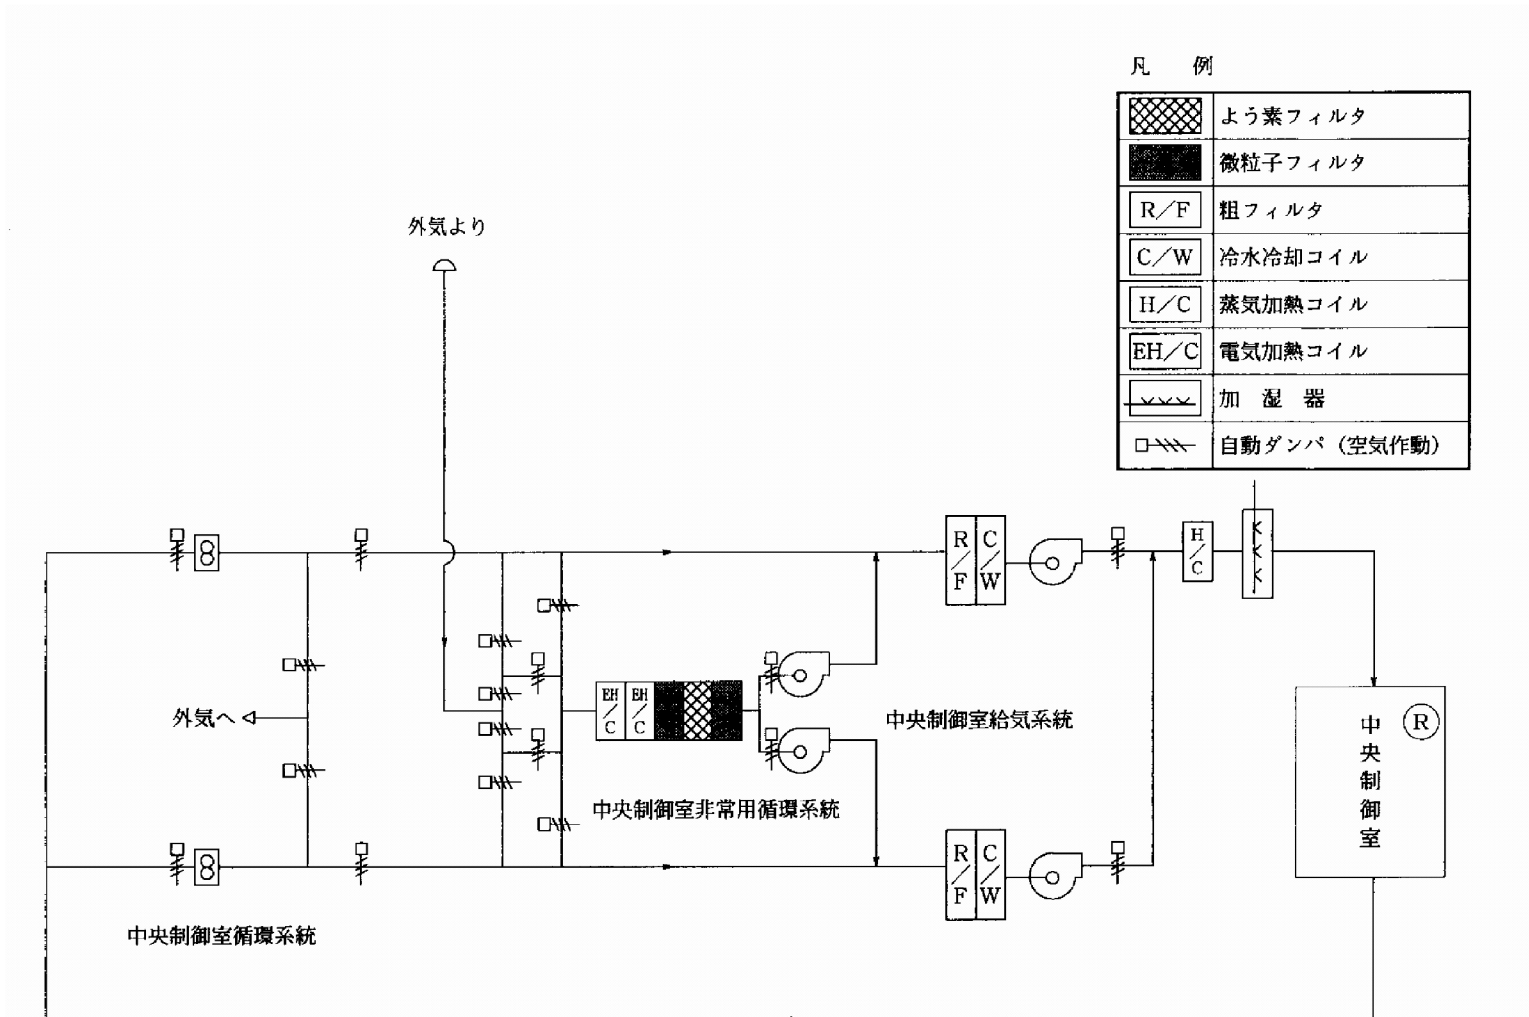 凡 例
よう素フィルタ
微粒子フィルタ
R/F 粗フィルタ
C/W 冷水冷却コイル
H/C 蒸気加熱コイル
EH/C 電気加熱コイル
加 湿 器
自動ダンパ（空気作動）
外気より
R/F
C/W
H/C
EH/C
EH/C
外気へ
中央制御室給気系統
中央制御室
R
中央制御室非常用循環系統
R/F
C/W
中央制御室循環系統